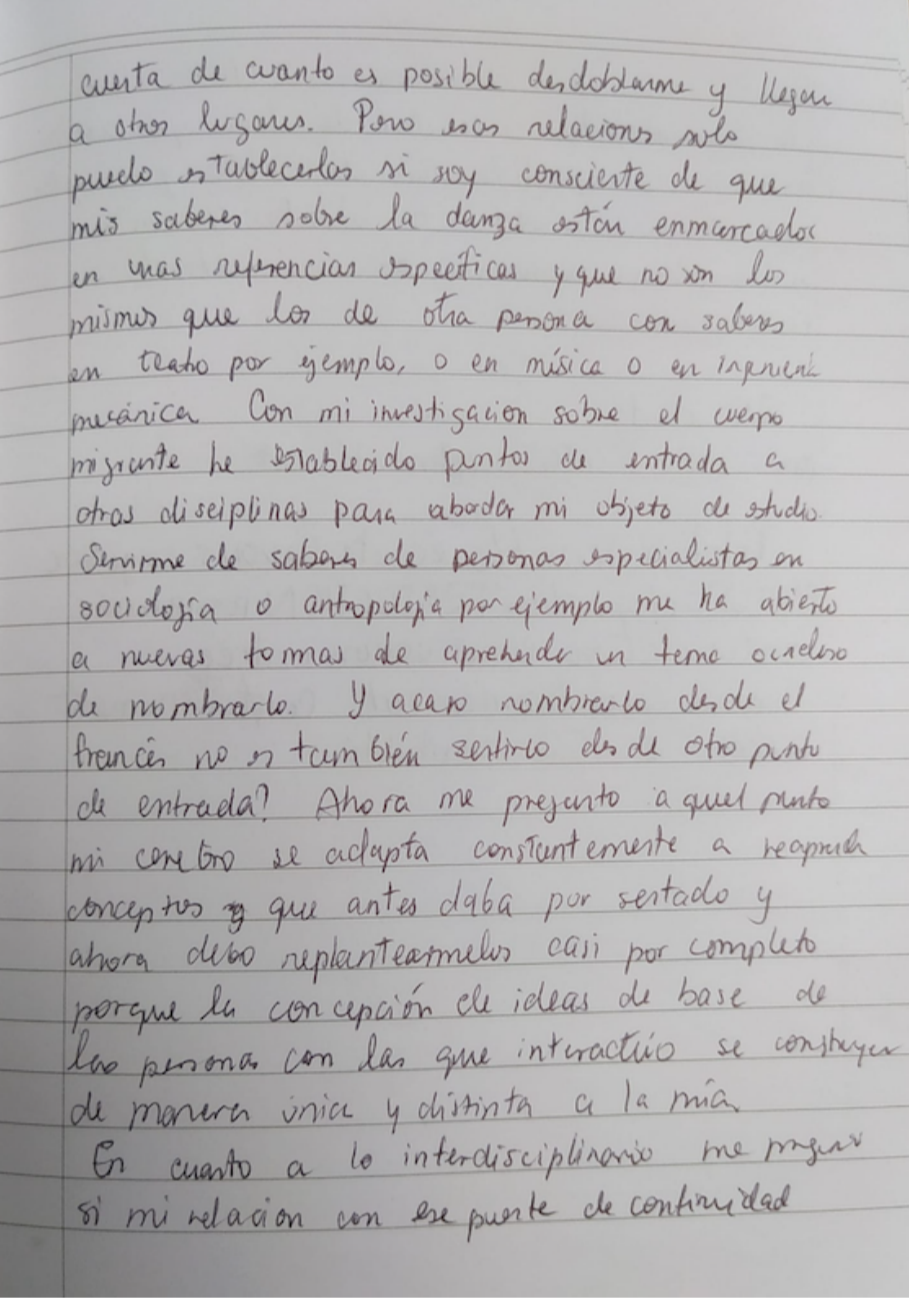 cuenta de cuanto es posible desdoblarme y llegar
a otros lugares. Pero esas relaciones solo
puedo establecerlas si soy consciente de que
mis saberes sobre la danza están enmarcados
en unas referencias específicas y que no son los
mismos que los de otra persona con saberes
en teatro por ejemplo, o en música o en ingeniería
mecánica. Con mi investigación sobre el cuerpo
migrante he establecido puntos de entrada a
otras disciplinas para abordar mi objeto de estudio.
Servirme de saberes de personas especialistas en
sociología o antropología por ejemplo me ha abierto
a nuevas formas de aprehender un tema o incluso
de nombrarlo. Y acaso nombrarlo desde el
francés no es también sentirlo desde otro punto
de entrada? Ahora me pregunto a quel punto
mi cerebro se adapta constantemente a reaprender
conceptos que antes daba por sentado y
ahora debo replantearmelos casi por completo
porque la concepción de ideas de base de
las personas con las que interactúo se construyen
de manera única y distinta a la mía.
En cuanto a lo interdisciplinario me pregunto
si mi relación con ese puente de continuidad